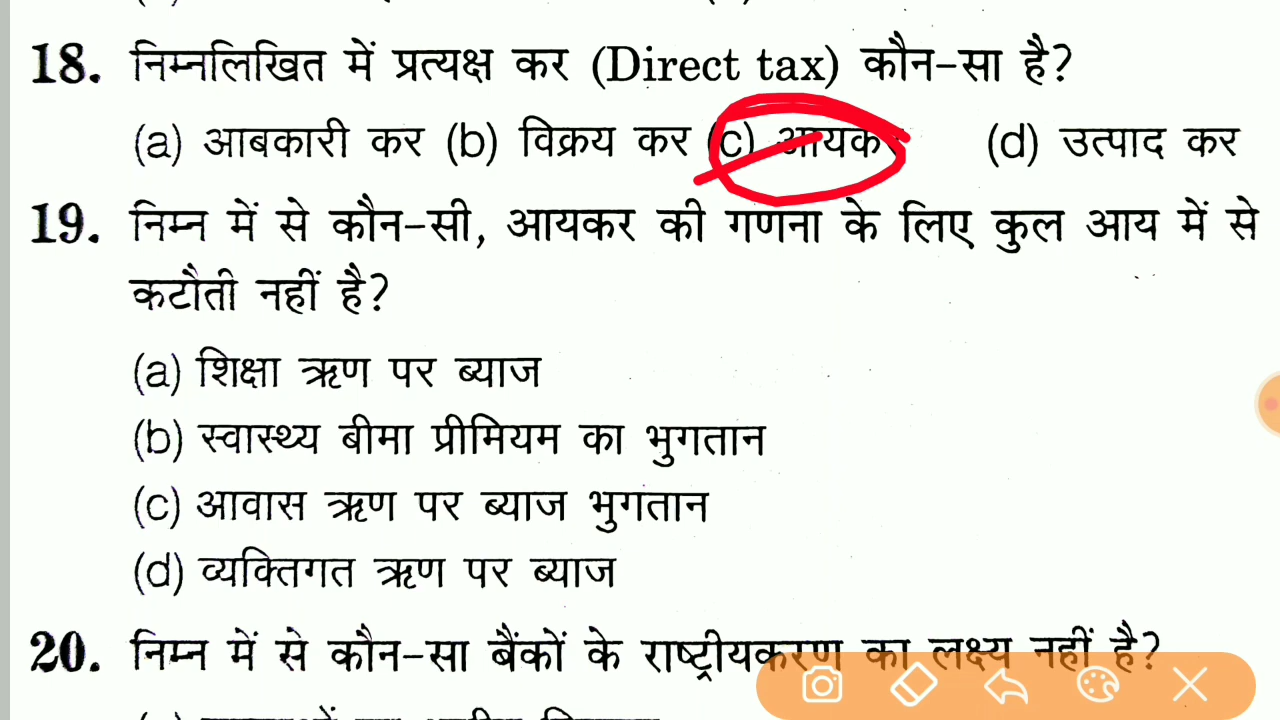 18. निम्नलिखित में प्रत्यक्ष कर (Direct tax) कौन-सा है?
(a) आबकारी कर (b) विक्रय कर (c) आयकर (d) उत्पाद कर
19. निम्न में से कौन-सी, आयकर की गणना के लिए कुल आय में से
कटौती नहीं है?
(a) शिक्षा ऋण पर ब्याज
(b) स्वास्थ्य बीमा प्रीमियम का भुगतान
(c) आवास ऋण पर ब्याज भुगतान
(d) व्यक्तिगत ऋण पर ब्याज
20. निम्न में से कौन-सा बैंकों के राष्ट्रीयकरण का लक्ष्य नहीं है?